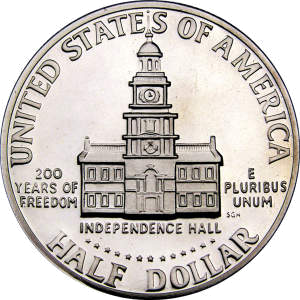 UNITED STATES OF AMERICA
200
YEARS OF
FREEDOM
E
PLURIBUS
UNUM
SGH
INDEPENDENCE HALL
HALF DOLLAR